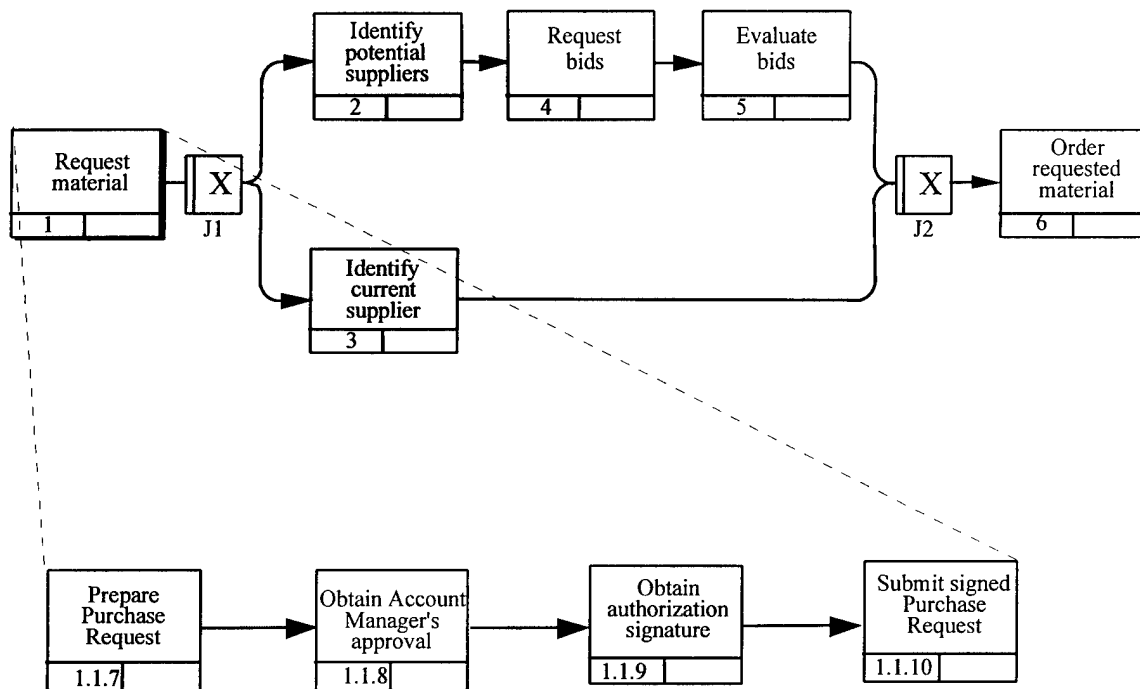 Identify
potential
suppliers
2
Request
bids
4
Evaluate
bids
5
Request
material
1
X
J1
X
J2
Order
requested
material
6
Identify
current
supplier
3
Prepare
Purchase
Request
1.1.7
Obtain Account
Manager's
approval
1.1.8
Obtain
authorization
signature
1.1.9
Submit signed
Purchase
Request
1.1.10